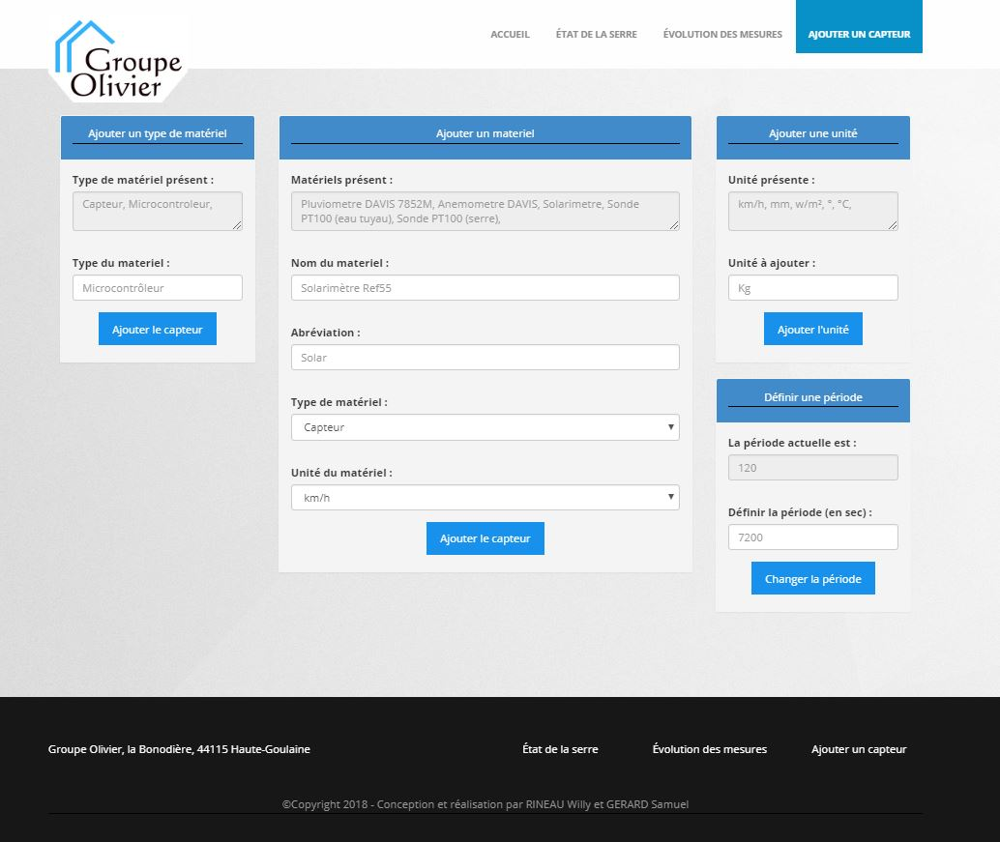 Groupe
Olivier
ACCUEIL
ÉTAT DE LA SERRE
ÉVOLUTION DES MESURES
AJOUTER UN CAPTEUR
Ajouter un type de matériel
Type de matériel présent :
Capteur, Microcontroleur,
Type du materiel :
Microcontrôleur
Ajouter le capteur
Ajouter un materiel
Matériels présent :
Pluviometre DAVIS 7852M, Anemometre DAVIS, Solarimetre, Sonde
PT100 (eau tuyau), Sonde PT100 (serre),
Nom du materiel :
Solarimètre Ref55
Abréviation :
Solar
Type de matériel :
Capteur
Unité du matériel :
km/h
Ajouter le capteur
Ajouter une unité
Unité présente :
km/h, mm, w/m², °, °C,
Unité à ajouter :
Kg
Ajouter l'unité
Définir une période
La période actuelle est :
120
Définir la période (en sec) :
7200
Changer la période
Groupe Olivier, la Bonodière, 44115 Haute-Goulaine
État de la serre
Évolution des mesures
Ajouter un capteur
©Copyright 2018 - Conception et réalisation par RINEAU Willy et GERARD Samuel